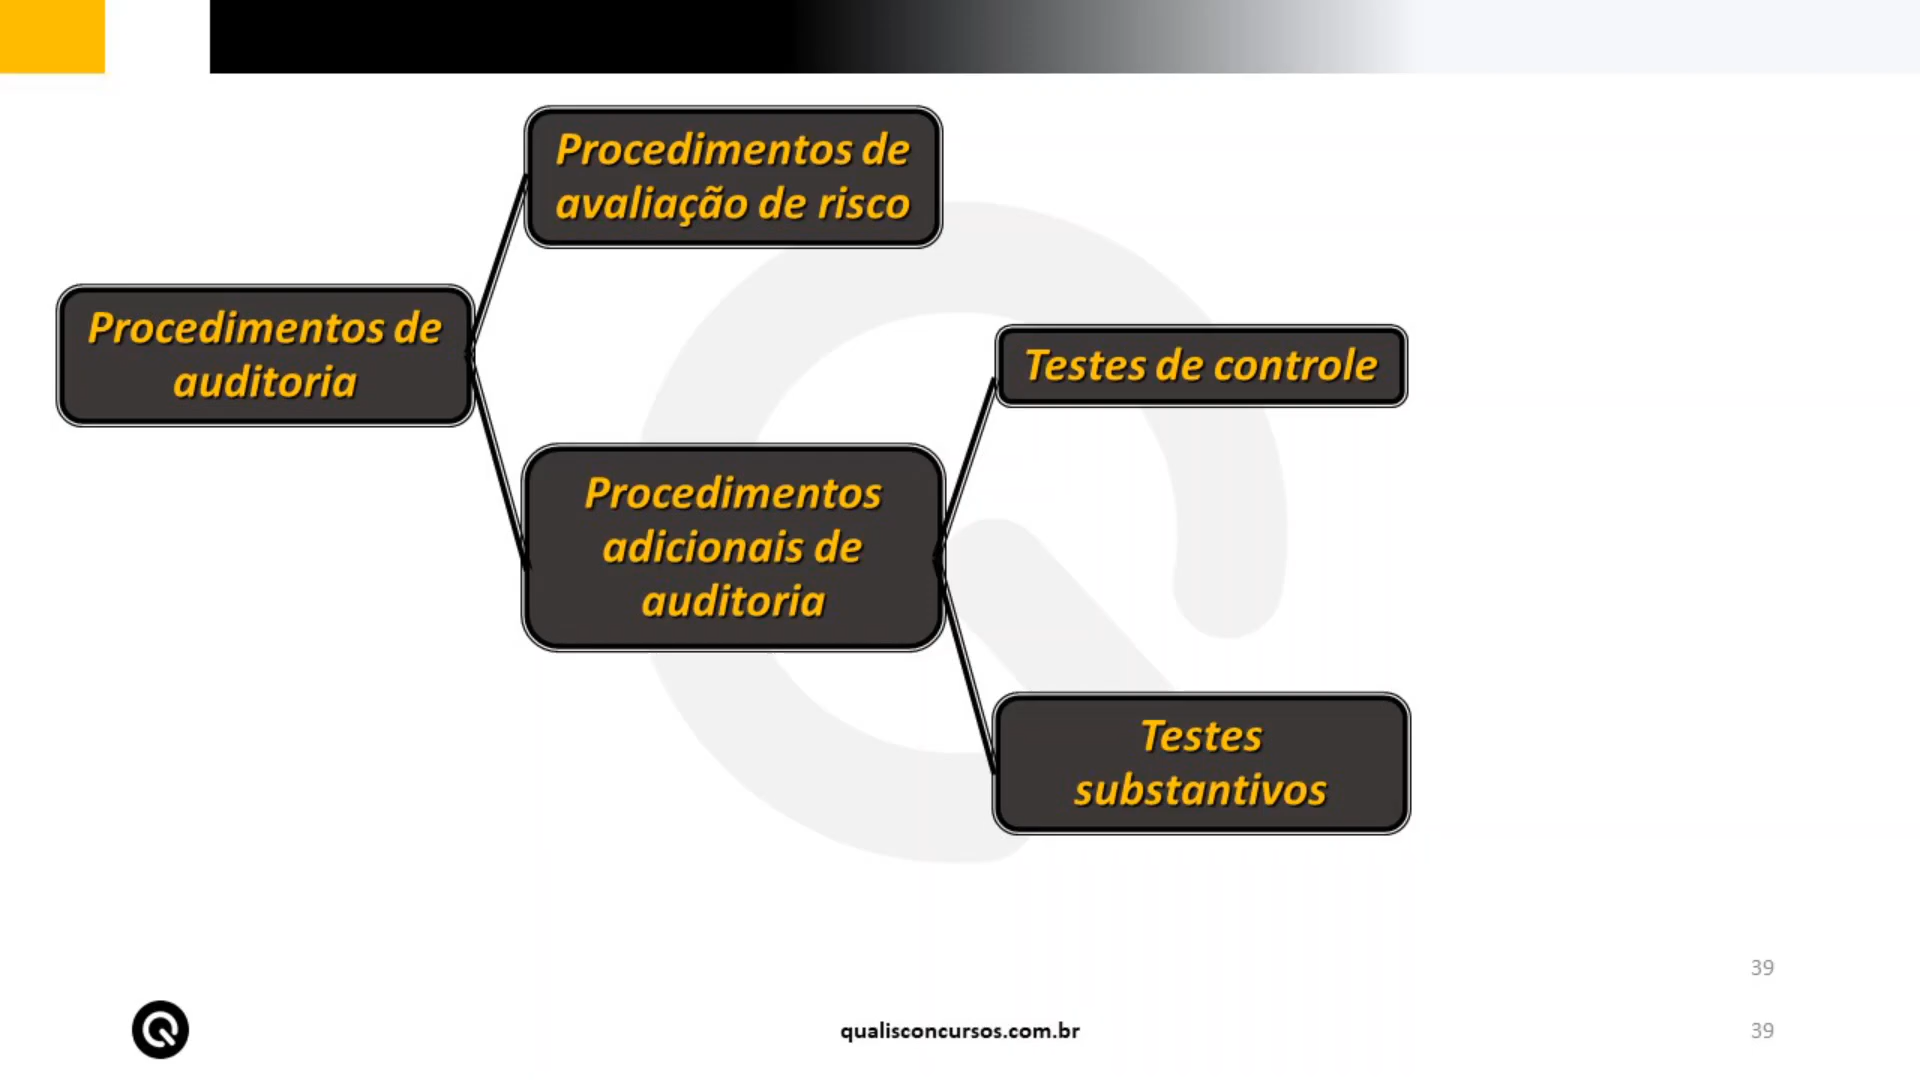 Procedimentos de
avaliação de risco
Procedimentos de
auditoria
Testes de controle
Procedimentos
adicionais de
auditoria
Testes
substantivos
39
qualisconcursos.com.br
39